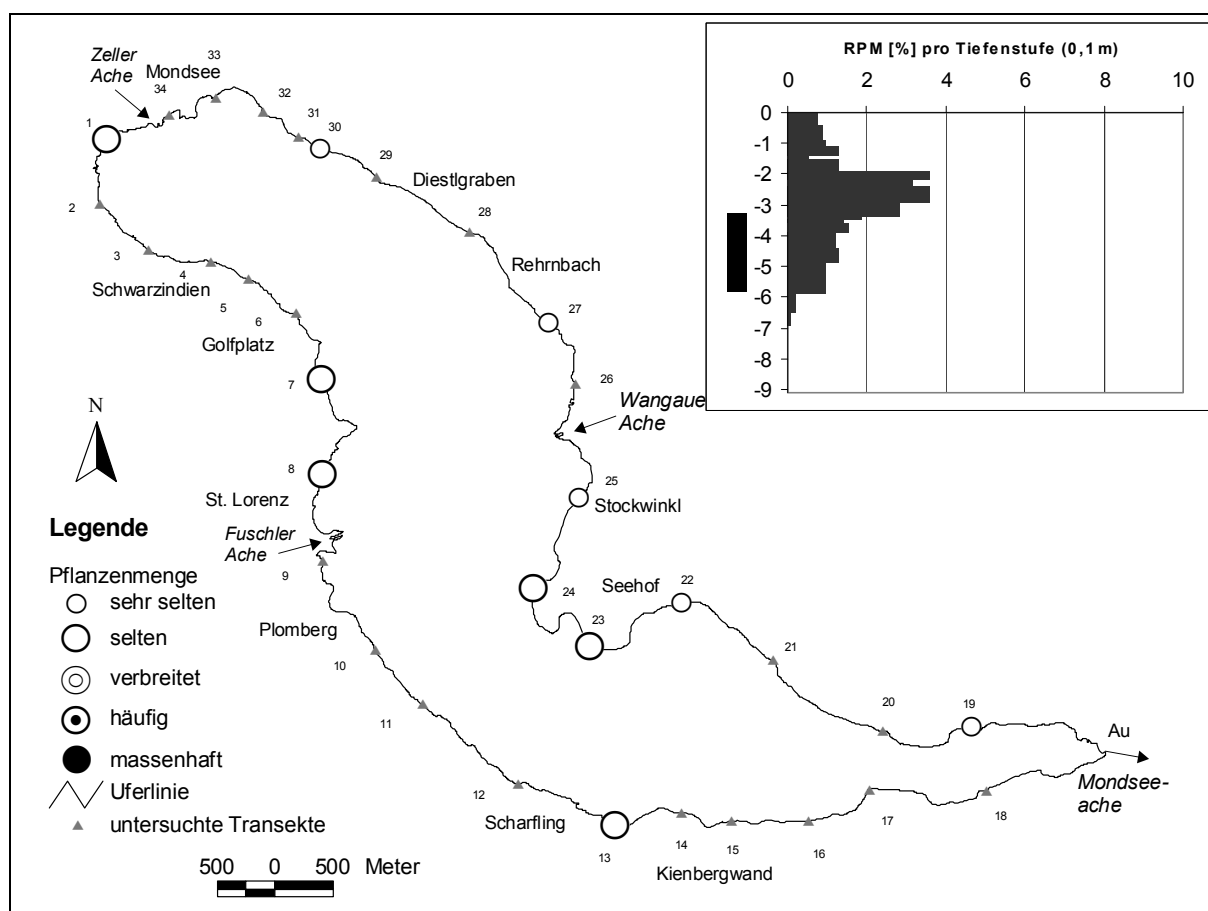 Zeller
Ache
33
Mondsee
34
32
31
30
1
29
Diestlgraben
28
2
Rehrnbach
3
4
Schwarzindien
5
6
27
Golfplatz
7
26
Wangaue
Ache
N
8
St. Lorenz
25
Stockwinkl
Fuschler
Ache
9
24
Seehof
22
23
Plomberg
10
21
11
20
19
Au
Mondsee-
ache
12
Scharfling
13
14
15
16
17
18
Kienbergwand
RPM [%] pro Tiefenstufe (0,1m)
0 2 4 6 8 10
0
-1
-2
-3
-4
-5
-6
-7
-8
-9
Legende
Pflanzenmenge
sehr selten
selten
verbreitet
häufig
massenhaft
Uferlinie
untersuchte Transekte
500 0 500 Meter